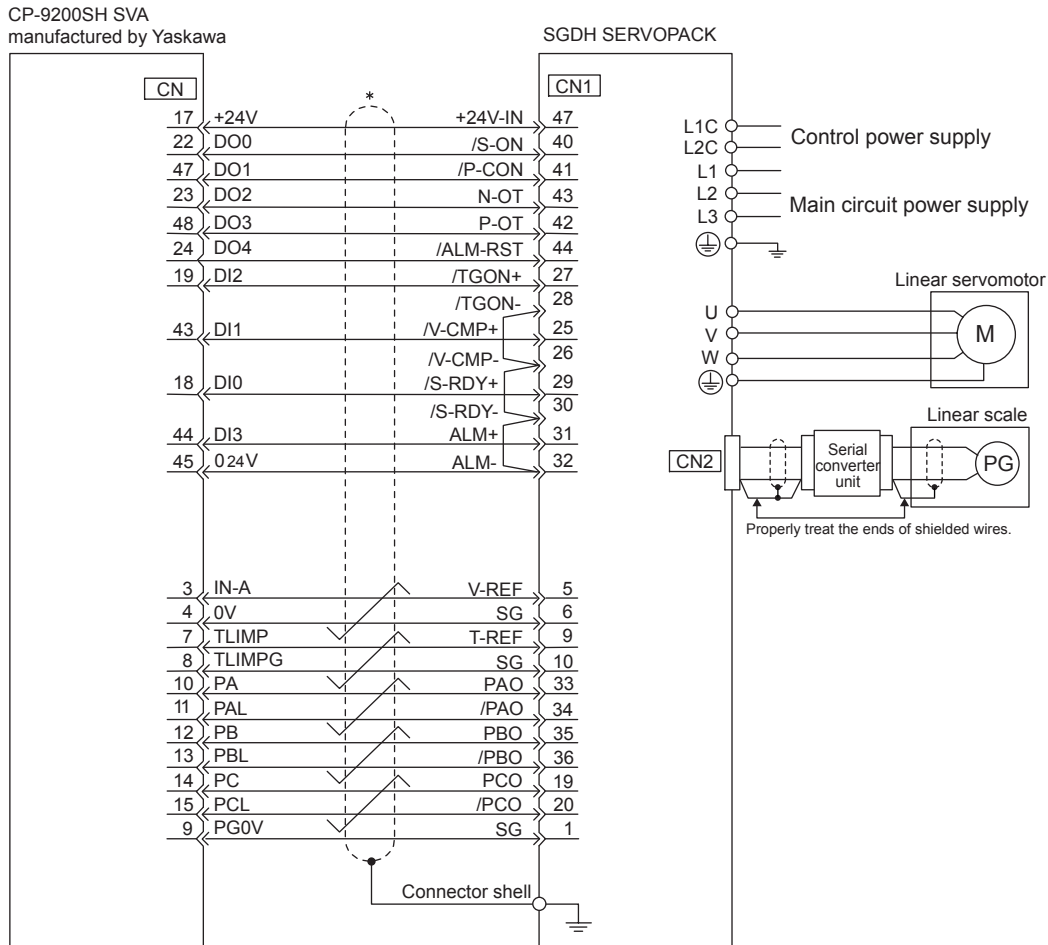 CP-9200SH SVA
manufactured by Yaskawa
SGDH SERVOPACK
CN
CN1
*
17 +24V +24V-IN 47
22 DO0 /S-ON 40
47 DO1 /P-CON 41
23 DO2 N-OT 43
48 DO3 P-OT 42
24 DO4 /ALM-RST 44
19 DI2 /TGON+ 27
/TGON- 28
43 DI1 /V-CMP+ 25
/V-CMP- 26
18 DI0 /S-RDY+ 29
/S-RDY- 30
44 DI3 ALM+ 31
45 024V ALM- 32
3 IN-A V-REF 5
4 0V SG 6
7 TLIMP T-REF 9
8 TLIMPG SG 10
10 PA PAO 33
11 PAL /PAO 34
12 PB PBO 35
13 PBL /PBO 36
14 PC PCO 19
15 PCL /PCO 20
9 PG0V SG 1
Connector shell
L1C
L2C
Control power supply
L1
L2
L3
Main circuit power supply
Linear servomotor
U
V
W
M
Linear scale
CN2
Serial
converter
unit
PG
Properly treat the ends of shielded wires.